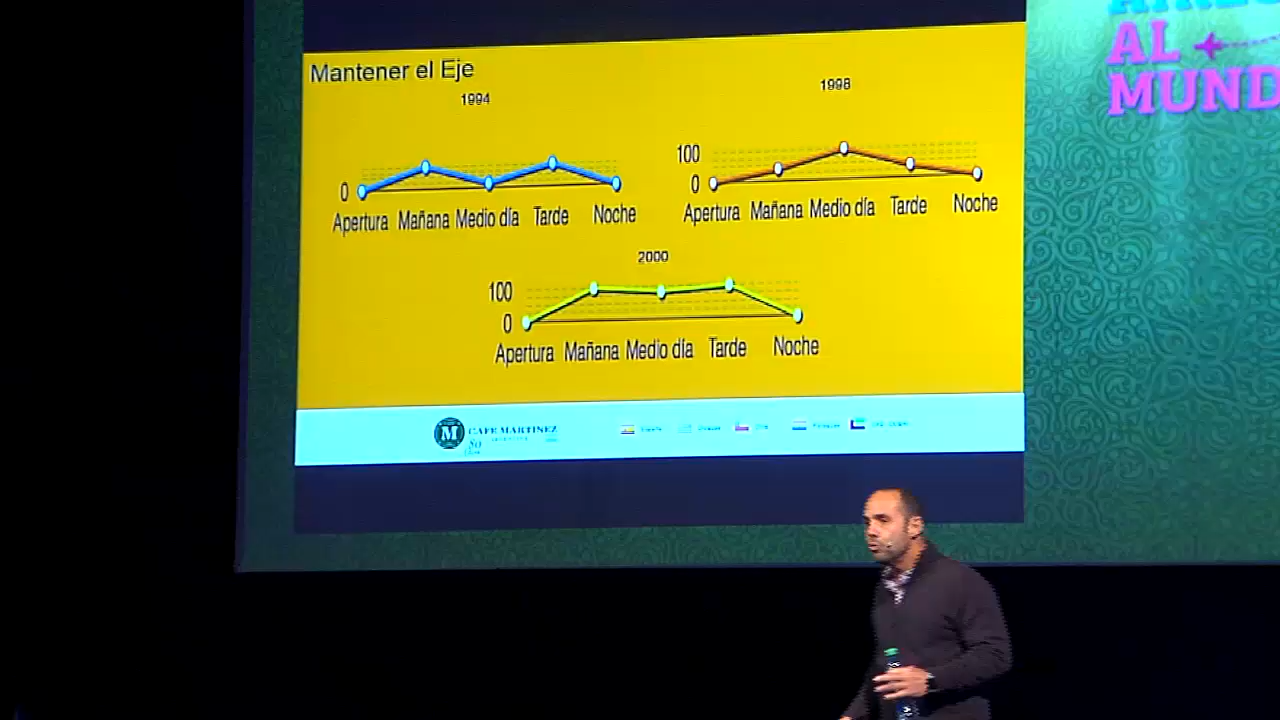 AL
MUND
Mantener el Eje
1994
0
Apertura Mañana Medio día Tarde Noche
1998
100
0
Apertura Mañana Medio día Tarde Noche
2000
100
0
Apertura Mañana Medio día Tarde Noche
M
CAFE MARTINEZ
80